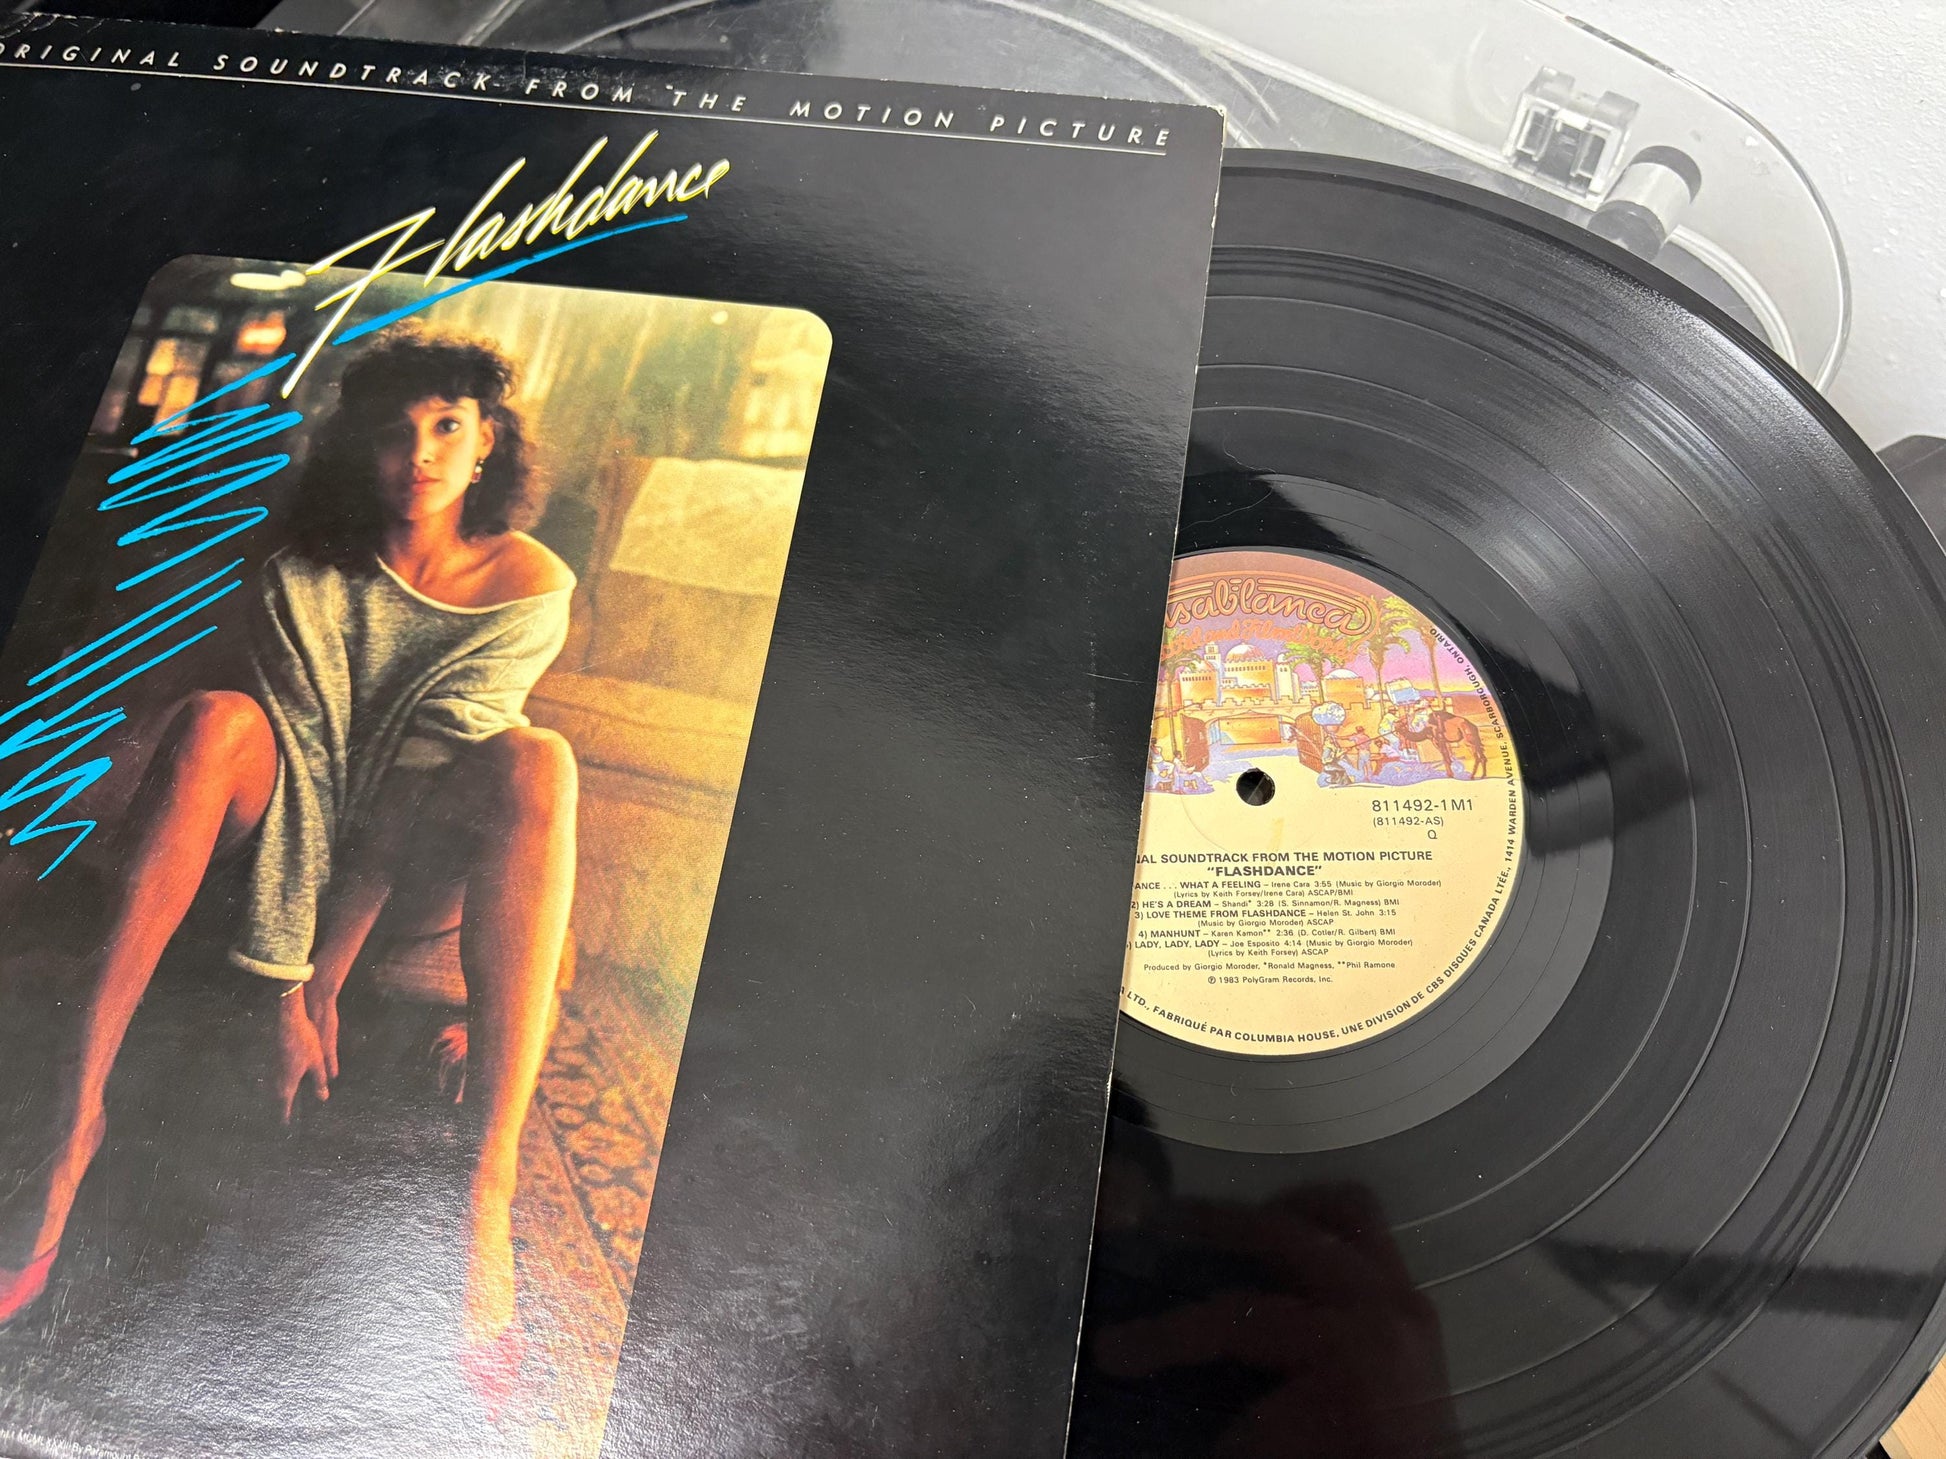 ORIGINAL SOUNDTRACK FROM THE MOTION PICTURE
Flashdance
811492-1 M1
(811492-AS)
Q
SOUNDTRACK FROM THE MOTION PICTURE
"FLASHDANCE"
WHAT A FEELING – Irene Cara 3:55 (Music by Giorgio Moroder)
(Lyrics by Keith Forsey/Irene Cara) ASCAP/BMI
2) HE'S A DREAM – Shandi* 3:28 (S. Sinnamon/R. Magness) BMI
3) LOVE THEME FROM FLASHDANCE – Helen St. John 3:15
(Music by Giorgio Moroder) ASCAP
4) MANHUNT – Karen Kamon** 2:36 (D. Cotler/R. Gilbert) BMI
LADY, LADY, LADY – Joe Esposito 4:14 (Music by Giorgio Moroder)
(Lyrics by Keith Forsey) ASCAP
Produced by Giorgio Moroder, *Ronald Magness, **Phil Ramone
℗ 1983 PolyGram Records, Inc.
LTD., FABRIQUÉ PAR COLUMBIA HOUSE, UNE DIVISION DE CBS DISQUES CANADA LTÉE., 1414 WARDEN AVENUE, SCARBOROUGH, ONTARIO
MCMLXXXIII By Paramount